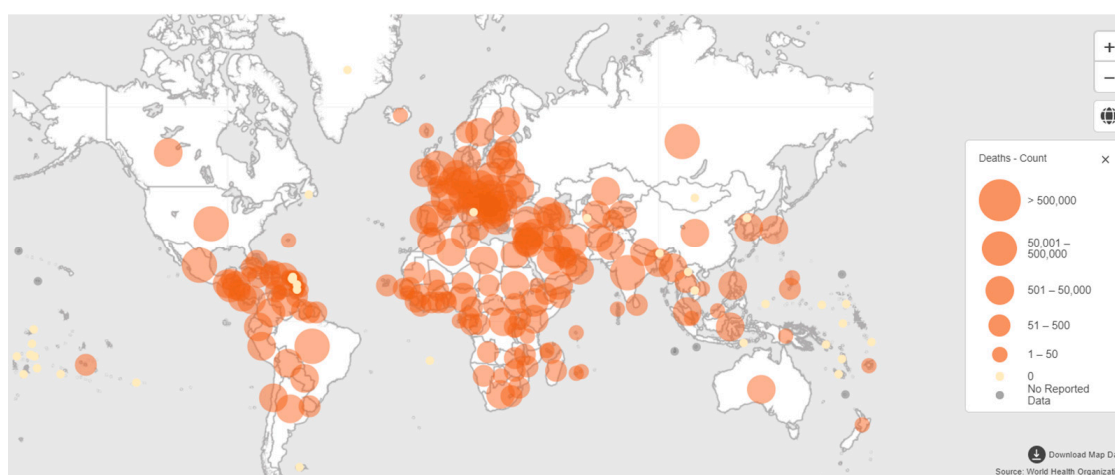 +
−
Deaths - Count ×
> 500,000
50,001 –
500,000
501 – 50,000
51 – 500
1 – 50
0
No Reported
Data
Download Map Da
Source: World Health Organizat